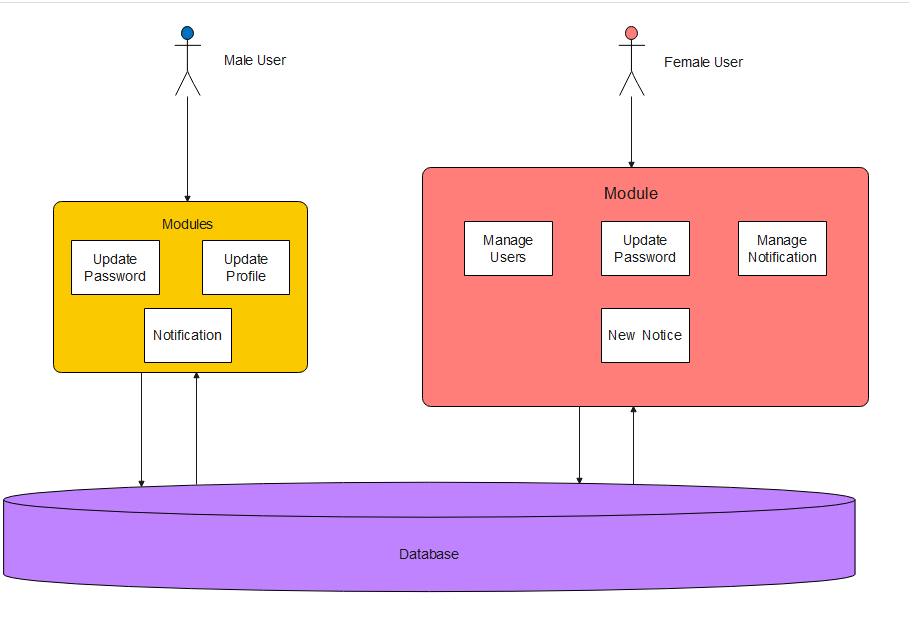 Male User
Female User
Modules
Update
Password
Update
Profile
Notification
Module
Manage
Users
Update
Password
Manage
Notification
New Notice
Database